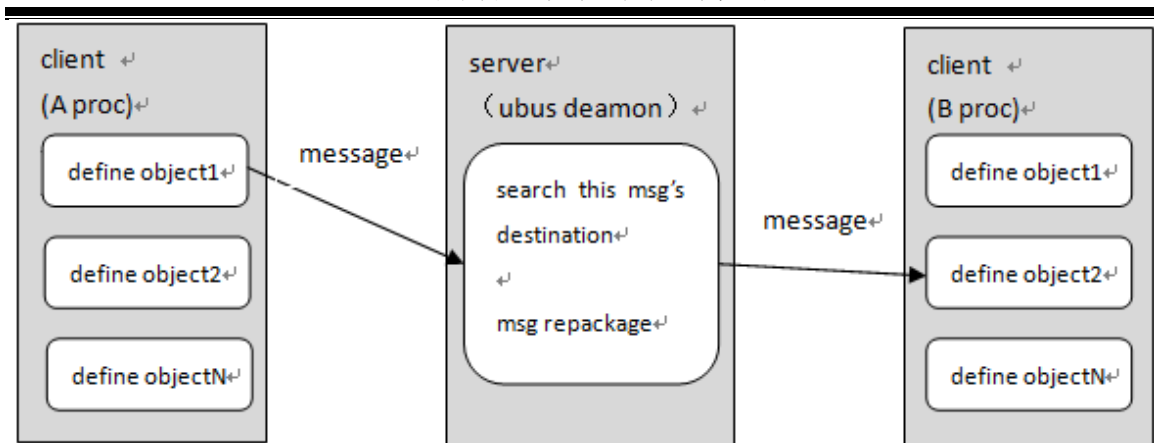 client ↵
(A proc)↵
define object1↵
define object2↵
define objectN↵
message↵
server↵
（ubus deamon） ↵
search this msg’s
destination↵
↵
msg repackage↵
message↵
client ↵
(B proc)↵
define object1↵
define object2↵
define objectN↵